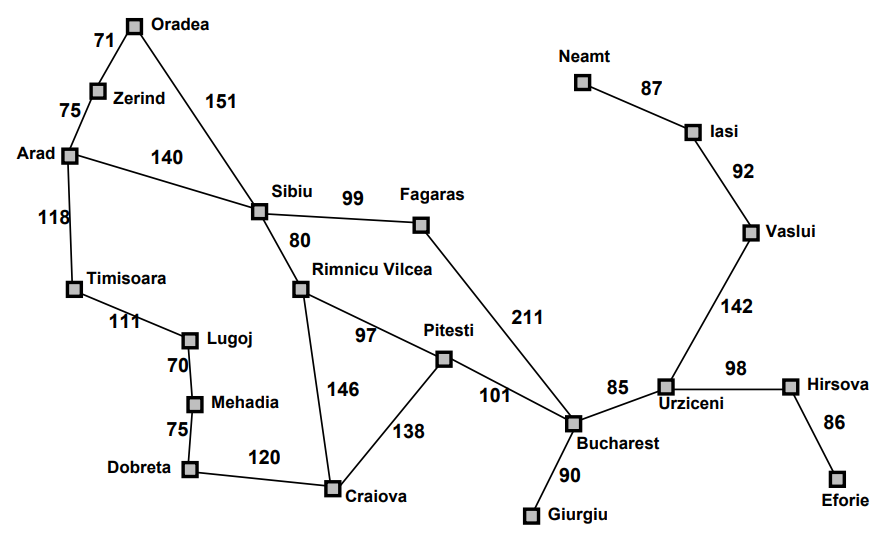 Oradea
71
Neamt
87
Zerind
151
75
Iasi
Arad
140
92
Sibiu
99
Fagaras
118
80
Vaslui
Timisoara
Rimnicu Vilcea
111
Lugoj
97
Pitesti
211
142
70
98
Mehadia
146
101
85
Urziceni
Hirsova
75
138
86
Bucharest
Dobreta
120
90
Craiova
Eforie
Giurgiu